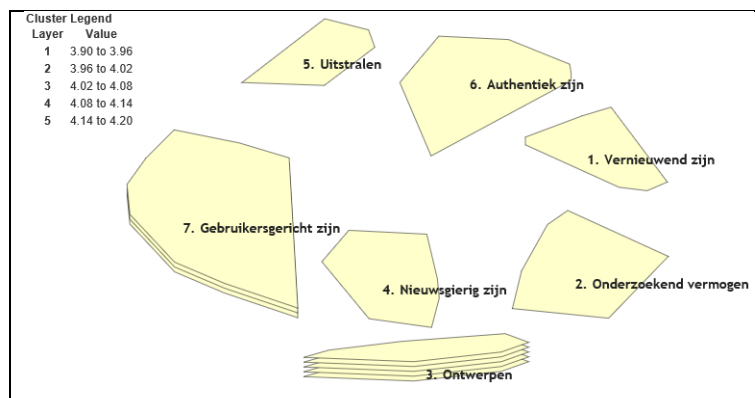 Cluster Legend
Layer Value
1 3.90 to 3.96
2 3.96 to 4.02
3 4.02 to 4.08
4 4.08 to 4.14
5 4.14 to 4.20
5. Uitstralen
6. Authentiek zijn
1. Vernieuwend zijn
7. Gebruikersgericht zijn
4. Nieuwsgierig zijn
2. Onderzoekend vermogen
3. Ontwerpen